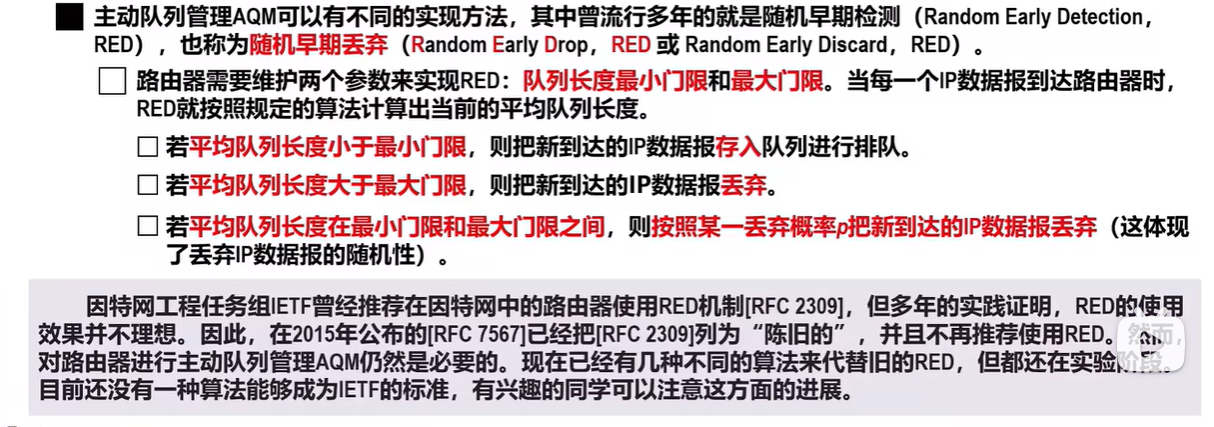 主动队列管理AQM可以有不同的实现方法，其中曾流行多年的就是随机早期检测（Random Early Detection，
RED），也称为随机早期丢弃（Random Early Drop，RED 或 Random Early Discard，RED）。
路由器需要维护两个参数来实现RED：队列长度最小门限和最大门限。当每一个IP数据报到达路由器时，
RED就按照规定的算法计算出当前的平均队列长度。
若平均队列长度小于最小门限，则把新到达的IP数据报存入队列进行排队。
若平均队列长度大于最大门限，则把新到达的IP数据报丢弃。
若平均队列长度在最小门限和最大门限之间，则按照某一丢弃概率p把新到达的IP数据报丢弃（这体现
了丢弃IP数据报的随机性）。
因特网工程任务组IETF曾经推荐在因特网中的路由器使用RED机制[RFC 2309]，但多年的实践证明，RED的使用
效果并不理想。因此，在2015年公布的[RFC 7567]已经把[RFC 2309]列为“陈旧的”，并且不再推荐使用RED。然而，
对路由器进行主动队列管理AQM仍然是必要的。现在已经有几种不同的算法来代替旧的RED，但都还在实验阶段。
目前还没有一种算法能够成为IETF的标准，有兴趣的同学可以注意这方面的进展。